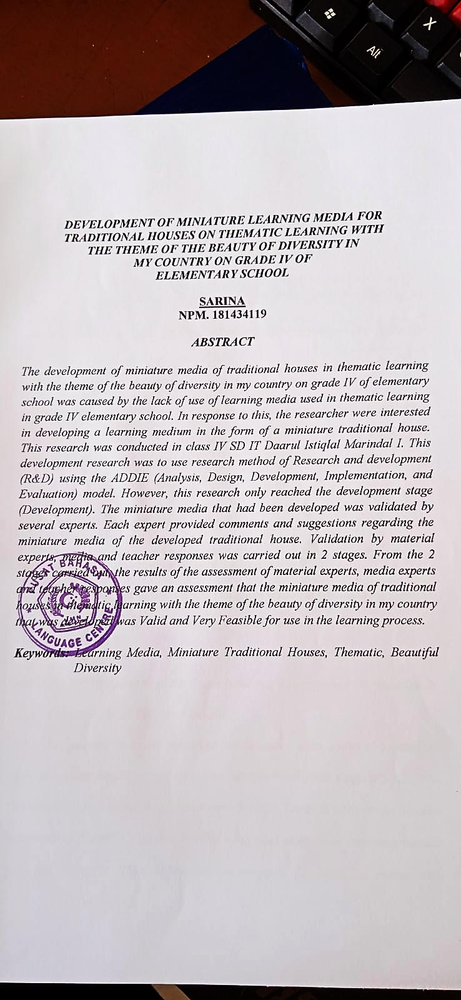 Alt
X
DEVELOPMENT OF MINIATURE LEARNING MEDIA FOR
TRADITIONAL HOUSES ON THEMATIC LEARNING WITH
THE THEME OF THE BEAUTY OF DIVERSITY IN
MY COUNTRY ON GRADE IV OF
ELEMENTARY SCHOOL
SARINA
NPM. 181434119
ABSTRACT
The development of miniature media of traditional houses in thematic learning
with the theme of the beauty of diversity in my country on grade IV of elementary
school was caused by the lack of use of learning media used in thematic learning
in grade IV elementary school. In response to this, the researcher were interested
in developing a learning medium in the form of a miniature traditional house.
This research was conducted in class IV SD IT Daarul Istiqlal Marindal I. This
development research was to use research method of Research and development
(R&D) using the ADDIE (Analysis, Design, Development, Implementation, and
Evaluation) model. However, this research only reached the development stage
(Development). The miniature media that had been developed was validated by
several experts. Each expert provided comments and suggestions regarding the
miniature media of the developed traditional house. Validation by material
experts, media and teacher responses was carried out in 2 stages. From the 2
stages carried out, the results of the assessment of material experts, media experts
and teacher responses gave an assessment that the miniature media of traditional
houses in thematic learning with the theme of the beauty of diversity in my country
that was developed was Valid and Very Feasible for use in the learning process.
PUSAT BAHASA
LANGUAGE CENTRE
Keywords: Learning Media, Miniature Traditional Houses, Thematic, Beautiful
Diversity